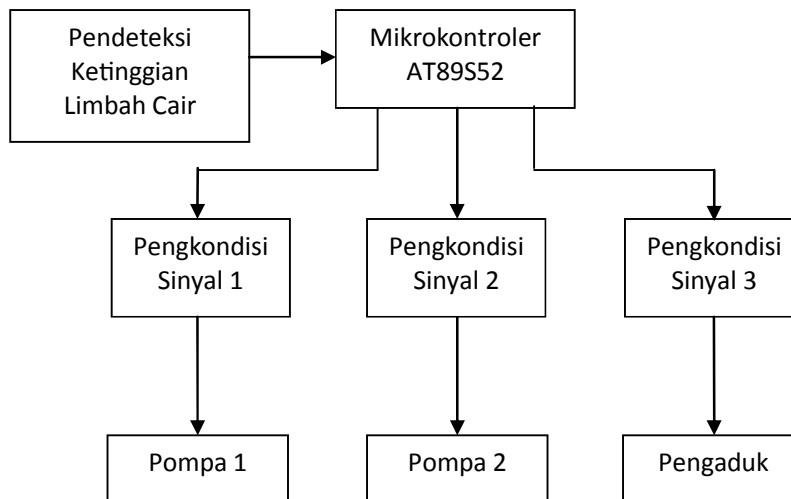 Pendeteksi
Ketinggian
Limbah Cair
Mikrokontroler
AT89S52
Pengkondisi
Sinyal 1
Pengkondisi
Sinyal 2
Pengkondisi
Sinyal 3
Pompa 1
Pompa 2
Pengaduk